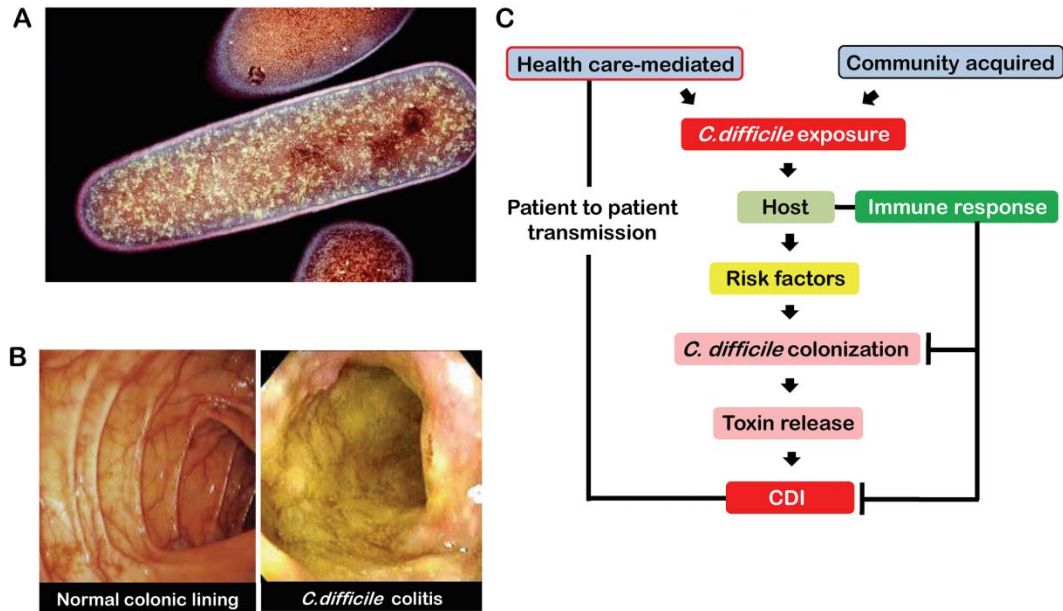 A
B
Normal colonic lining
C.difficile colitis
C
Health care-mediated
Community acquired
C.difficile exposure
Patient to patient
transmission
Host
Immune response
Risk factors
C. difficile colonization
Toxin release
CDI